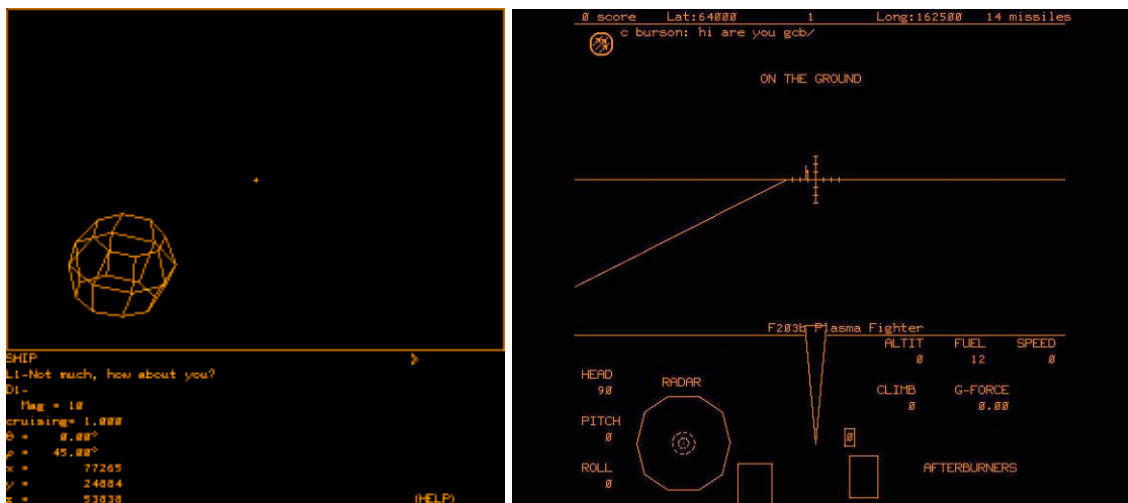 SHIP
L1-Not much, how about you?
D1-
Mag = 10
cruising= 1.000
θ = 0.00°
ρ = 45.00°
x = 77265
y = 24884
z = 53838
(HELP)
0 score Lat:64000 1 Long:162500 14 missiles
c burson: hi are you gcb/
ON THE GROUND
F203b Plasma Fighter
ALTIT FUEL SPEED
0 12 0
HEAD
90
RADAR
CLIMB G-FORCE
0 0.00
PITCH
0
0
ROLL
0
AFTERBURNERS